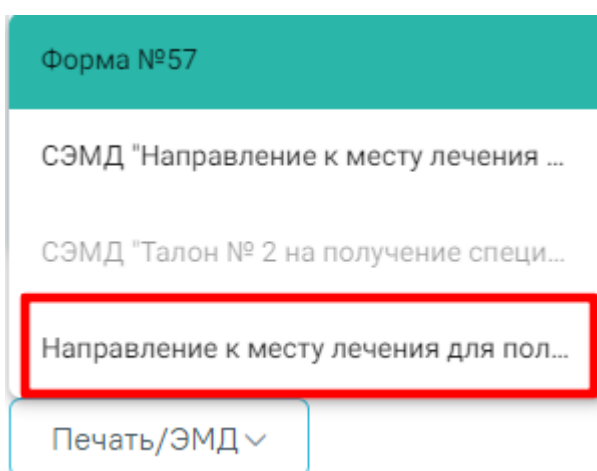 Форма №57
СЭМД "Направление к месту лечения ...
СЭМД "Талон № 2 на получение специ...
Направление к месту лечения для пол...
Печать/ЭМД